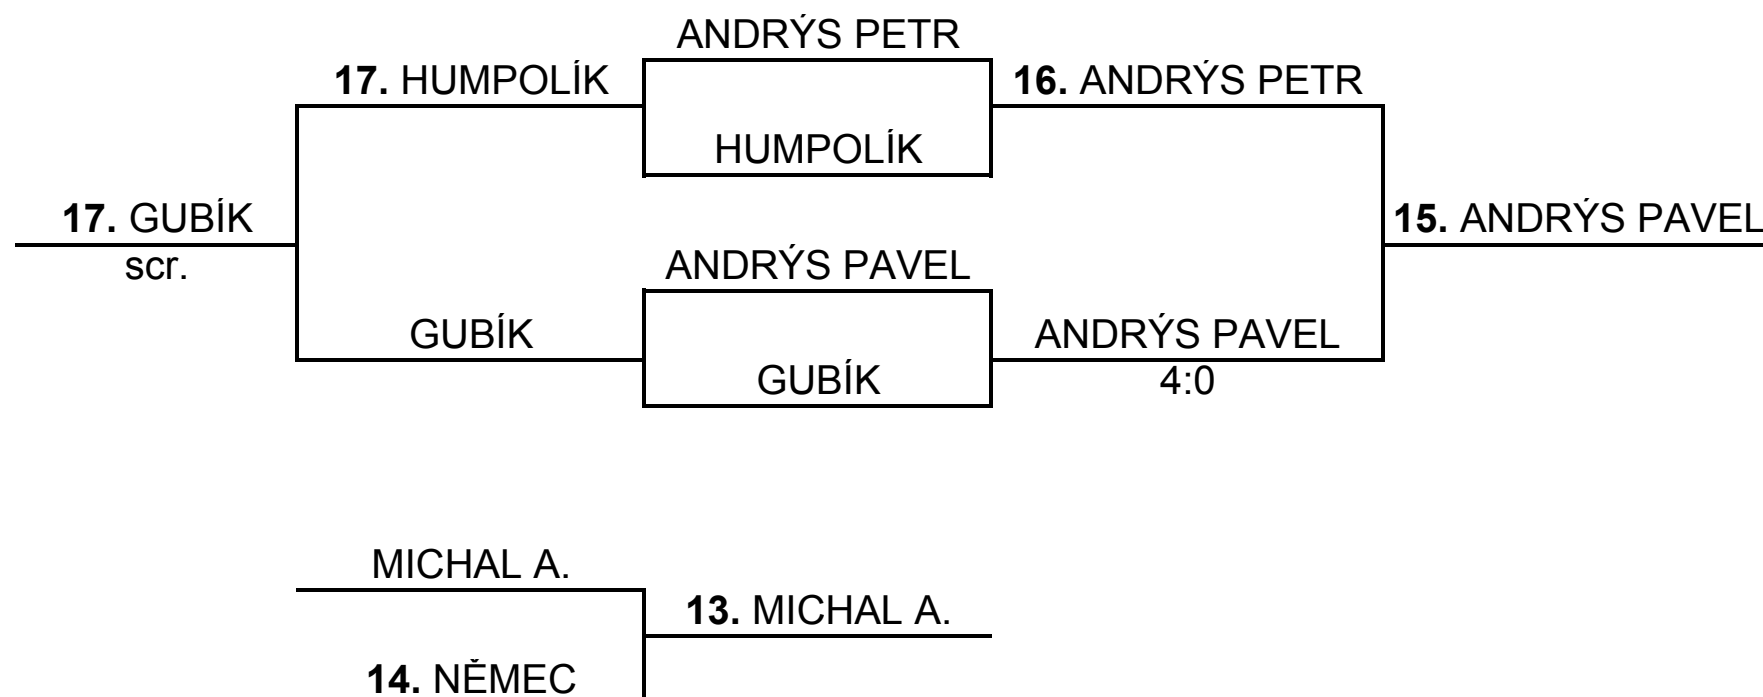 ANDRÝS PETR
17. HUMPOLÍK
16. ANDRÝS PETR
HUMPOLÍK
17. GUBÍK
15. ANDRÝS PAVEL
scr.
ANDRÝS PAVEL
GUBÍK
ANDRÝS PAVEL
GUBÍK
4:0
MICHAL A.
13. MICHAL A.
14. NĚMEC